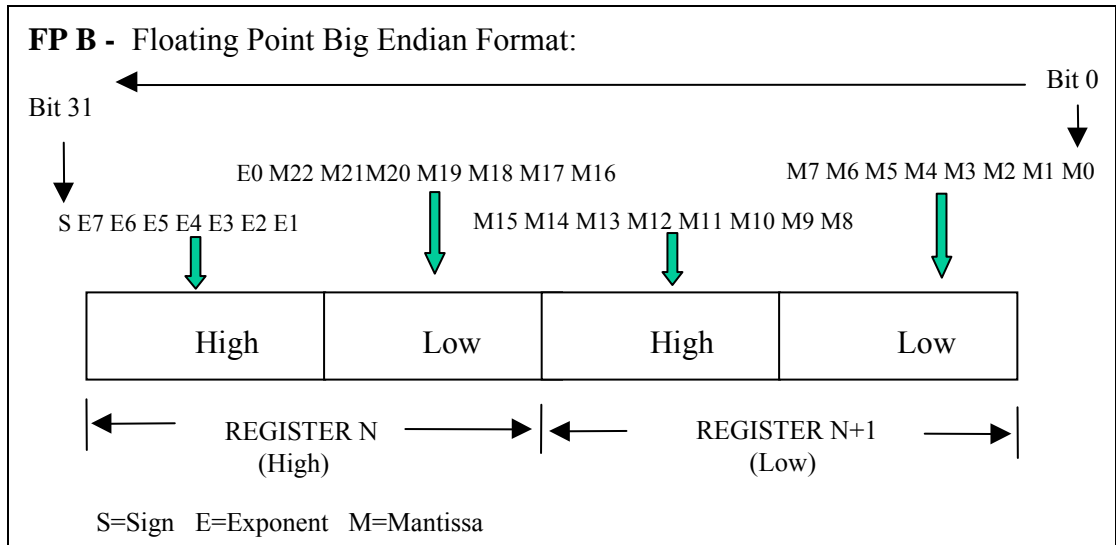 FP B - Floating Point Big Endian Format:
Bit 0
Bit 31
E0 M22 M21M20 M19 M18 M17 M16
M7 M6 M5 M4 M3 M2 M1 M0
S E7 E6 E5 E4 E3 E2 E1
M15 M14 M13 M12 M11 M10 M9 M8
High Low High Low
REGISTER N REGISTER N+1
(High) (Low)
S=Sign E=Exponent M=Mantissa